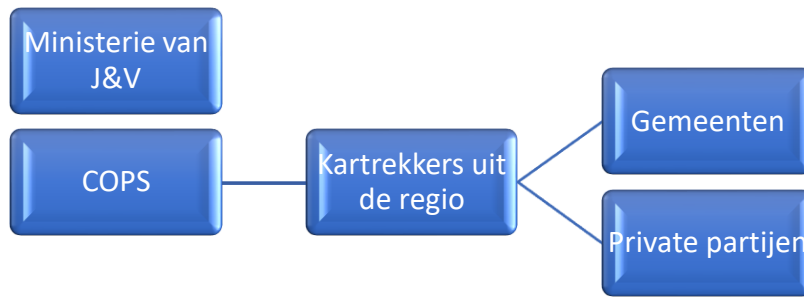 Ministerie van
J&V
COPS
Kartrekkers uit
de regio
Gemeenten
Private partijen